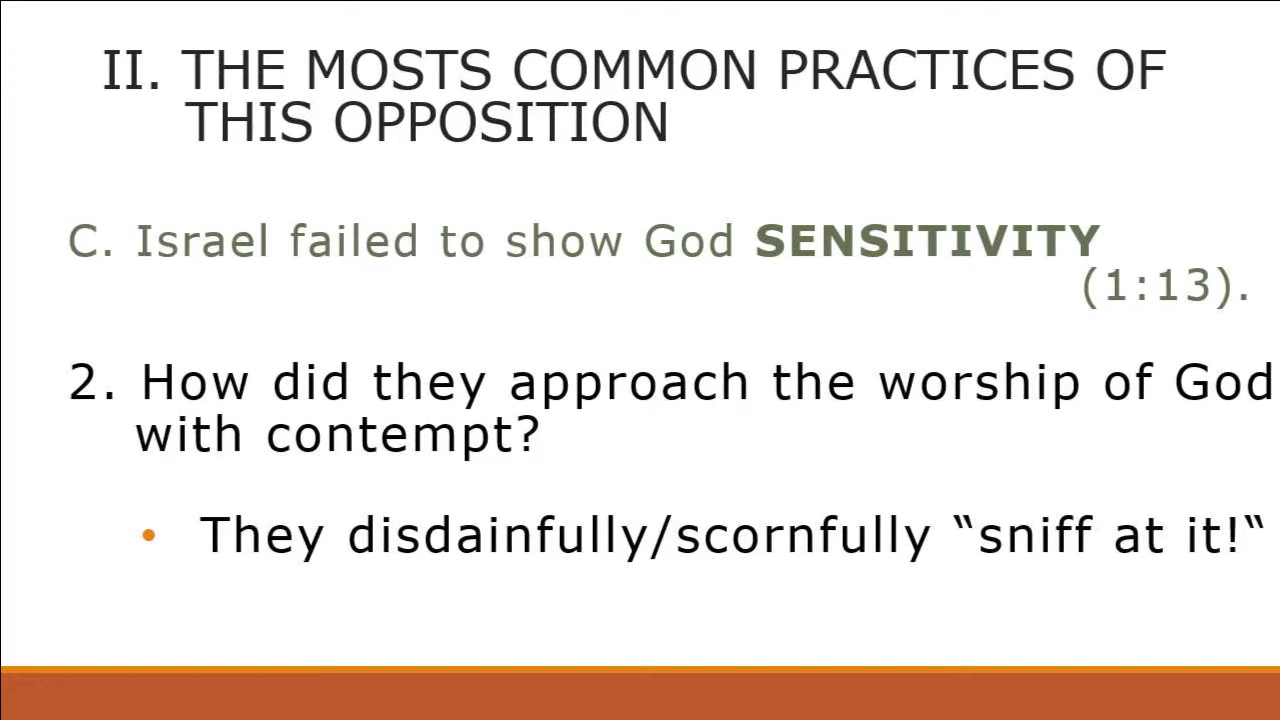 II. THE MOSTS COMMON PRACTICES OF
THIS OPPOSITION
C. Israel failed to show God SENSITIVITY
(1:13).
2. How did they approach the worship of God
with contempt?
• They disdainfully/scornfully “sniff at it!“